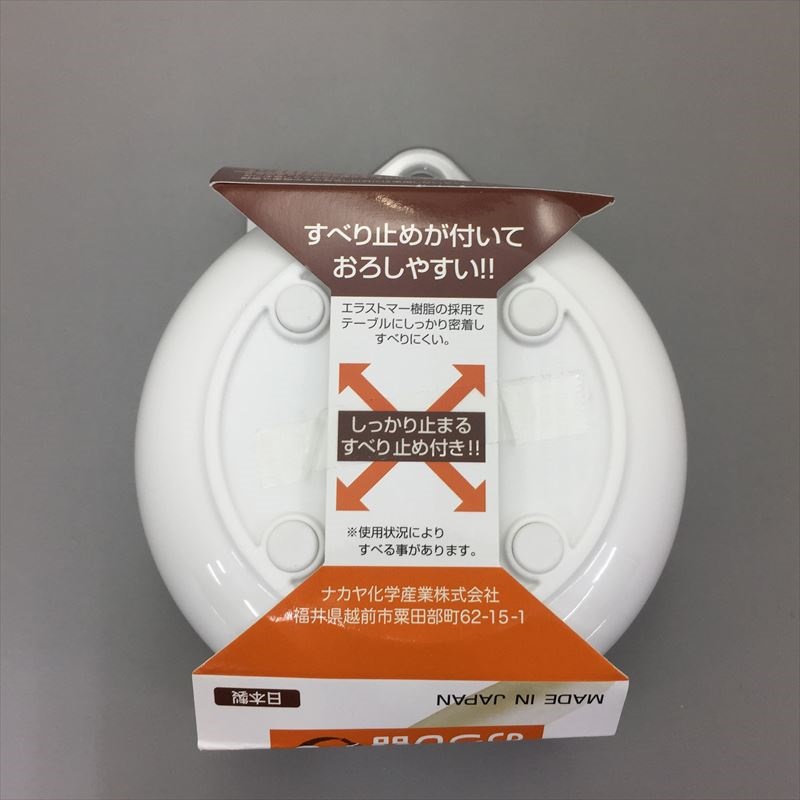 すべり止めが付いて
おろしやすい!!
エラストマー樹脂の採用で
テーブルにしっかり密着し
すべりにくい。
しっかり止まる
すべり止め付き!!
※使用状況により
すべる事があります。
ナカヤ化学産業株式会社
福井県越前市粟田部町62-15-1
日本製
MADE IN JAPAN